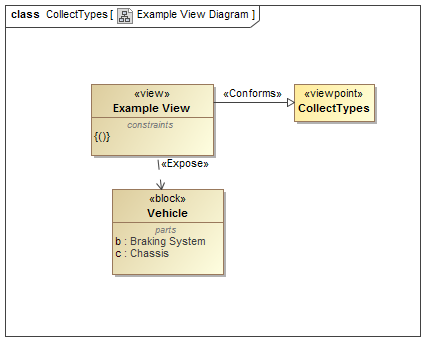 class CollectTypes[ Example View Diagram ]
«view»
Example View
constraints
{()}
«Conforms»
«viewpoint»
CollectTypes
«Expose»
«block»
Vehicle
parts
b : Braking System
c : Chassis